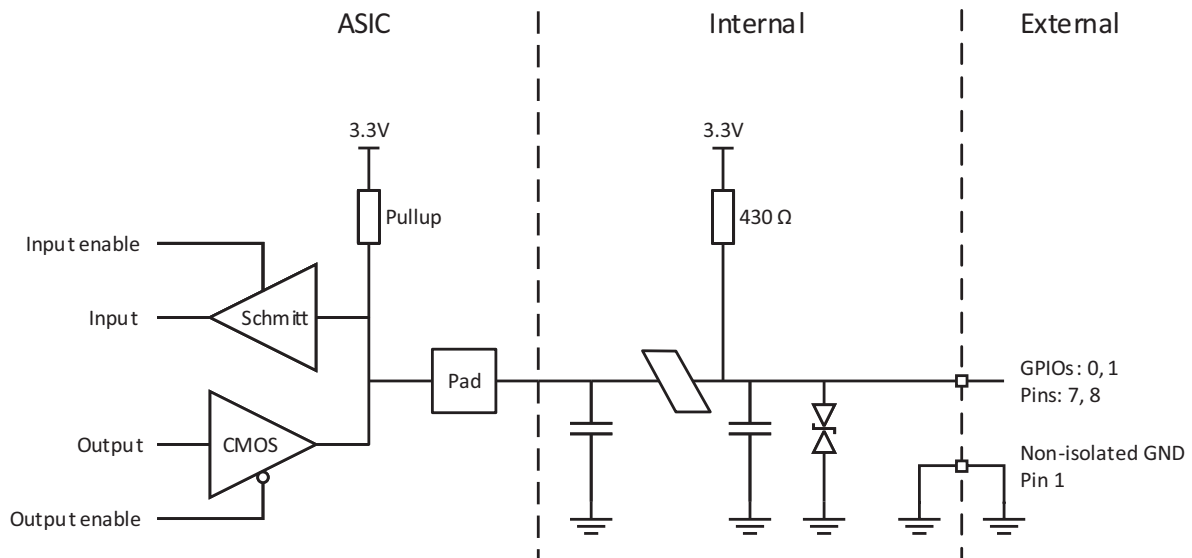 ASIC
Internal
External
3.3V
3.3V
Pullup
430 Ω
Input enable
Input
Schmitt
Pad
GPIOs: 0, 1
Pins: 7, 8
Output
CMOS
Non-isolated GND
Pin 1
Output enable